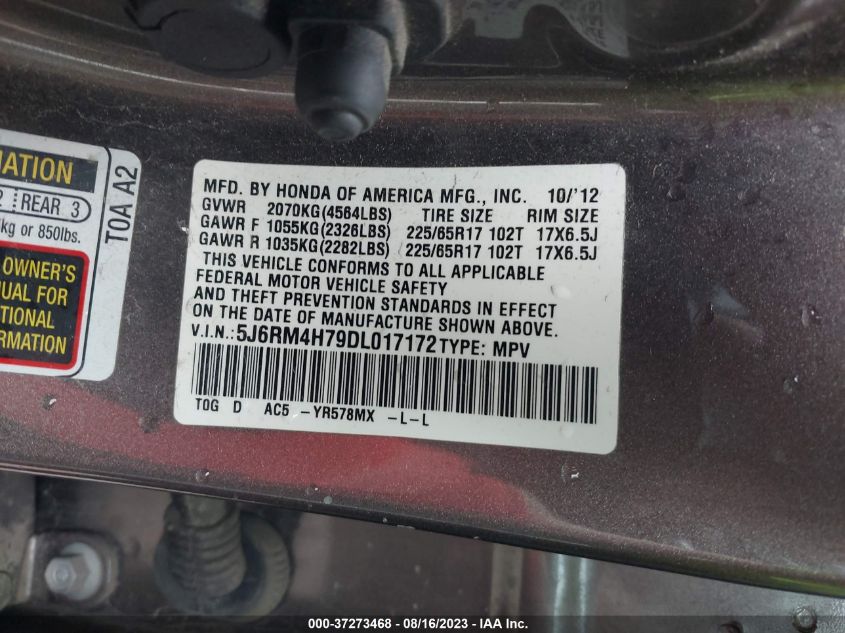 MATION
2 REAR 3
kg or 850lbs.
OWNER'S
UAL FOR
TIONAL
ORMATION
TOA A2
MFD. BY HONDA OF AMERICA MFG., INC. 10/'12
GVWR 2070KG(4564LBS) TIRE SIZE RIM SIZE
GAWR F 1055KG(2326LBS) 225/65R17 102T 17X6.5J
GAWR R 1035KG(2282LBS) 225/65R17 102T 17X6.5J
THIS VEHICLE CONFORMS TO ALL APPLICABLE
FEDERAL MOTOR VEHICLE SAFETY
AND THEFT PREVENTION STANDARDS IN EFFECT
ON THE DATE OF MANUFACTURE SHOWN ABOVE.
V.I.N.: 5J6RM4H79DL017172 TYPE: MPV
TOG D AC5 -YR578MX -L-L
000-37273468 - 08/16/2023 - IAA Inc.